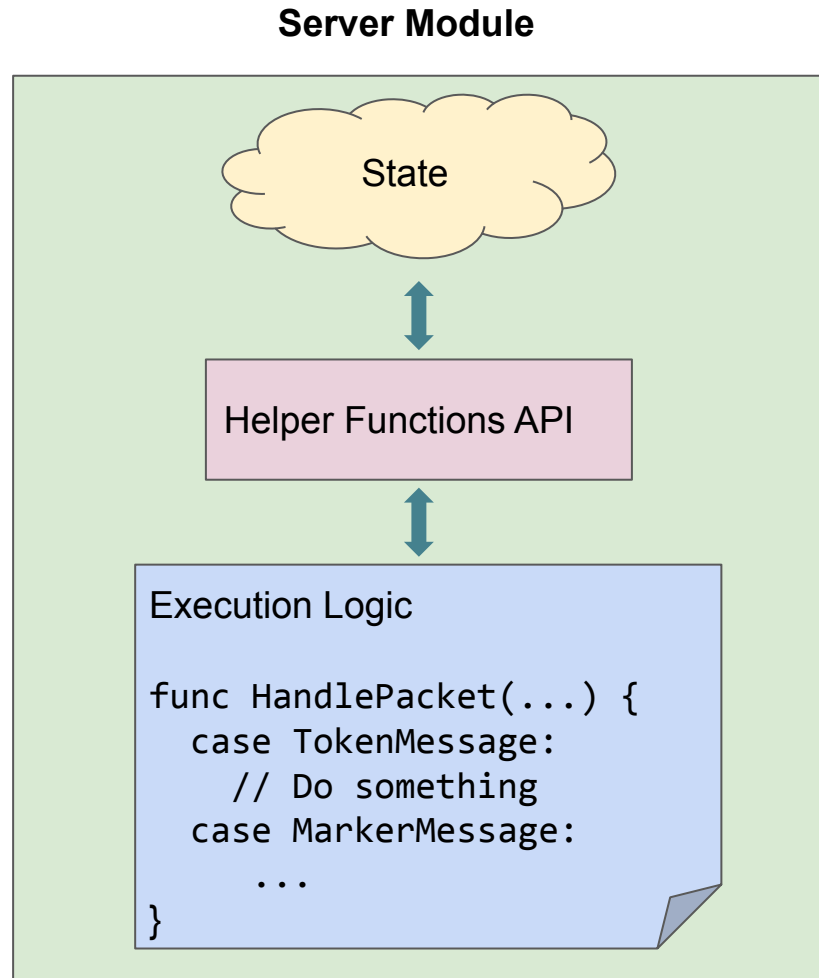 Server Module
State
Helper Functions API
Execution Logic
func HandlePacket(...) {
  case TokenMessage:
    // Do something
  case MarkerMessage:
     ...
}